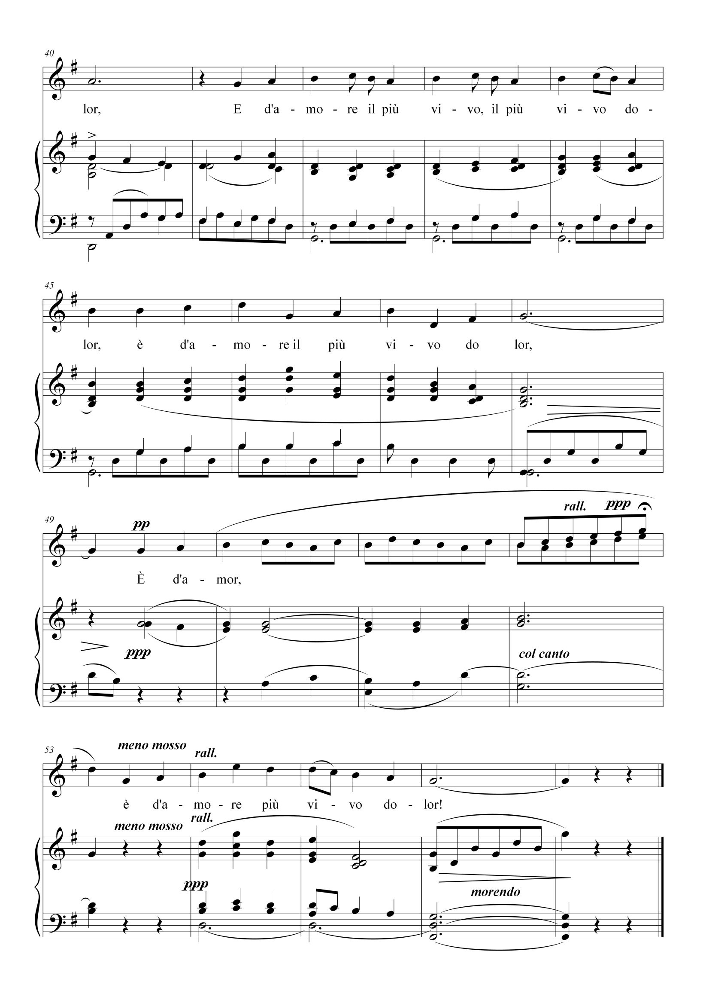 40
lor, E d'a - mo - re il più vi - vo, il più vi - vo do -
45
lor, è d'a - mo - re il più vi - vo do lor,
rall. ppp
49
pp
È d'a - mor,
ppp
col canto
53 meno mosso rall.
è d'a - mo - re più vi - vo do - lor!
meno mosso rall.
ppp
morendo